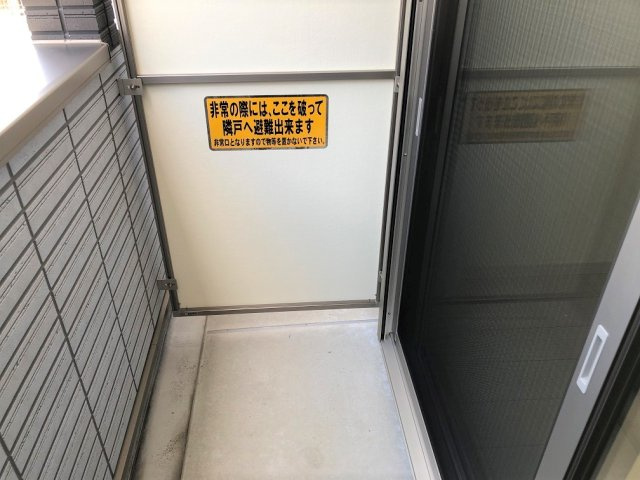 非常の際には、ここを破って
隣戸へ避難出来ます
非常口となりますので物等を置かないで下さい。